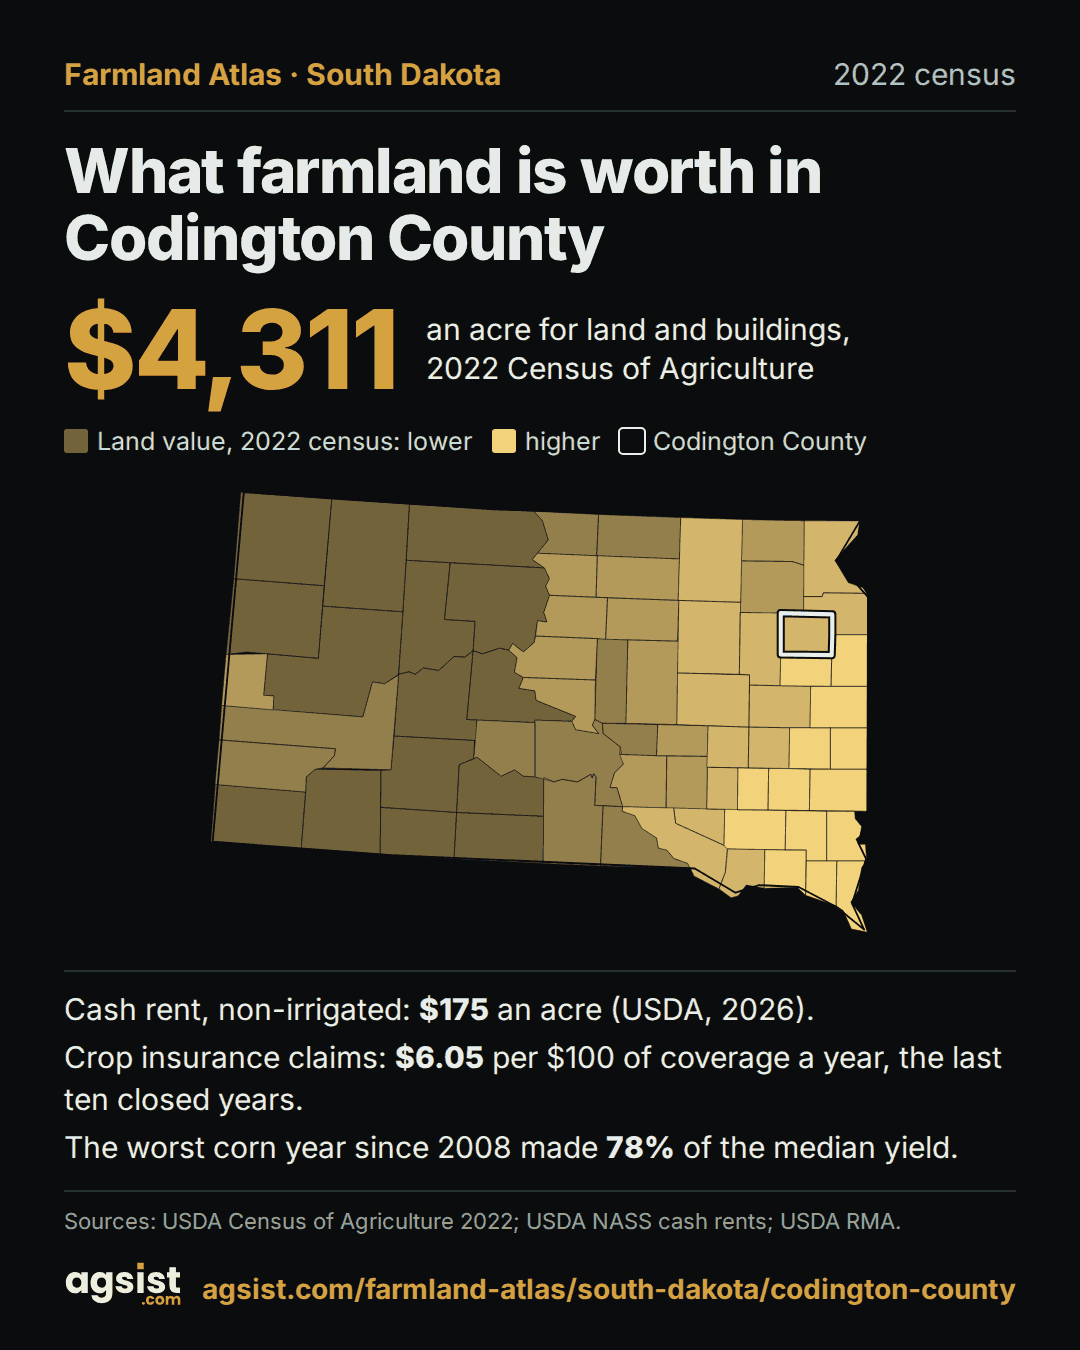 Farmland Atlas · South Dakota
2022 census
What farmland is worth in
Codington County
$4,311
an acre for land and buildings,
2022 Census of Agriculture
Land value, 2022 census: lower
higher
Codington County
Cash rent, non-irrigated: $175 an acre (USDA, 2026).
Crop insurance claims: $6.05 per $100 of coverage a year, the last
ten closed years.
The worst corn year since 2008 made 78% of the median yield.
Sources: USDA Census of Agriculture 2022; USDA NASS cash rents; USDA RMA.
agsist
.com
agsist.com/farmland-atlas/south-dakota/codington-county